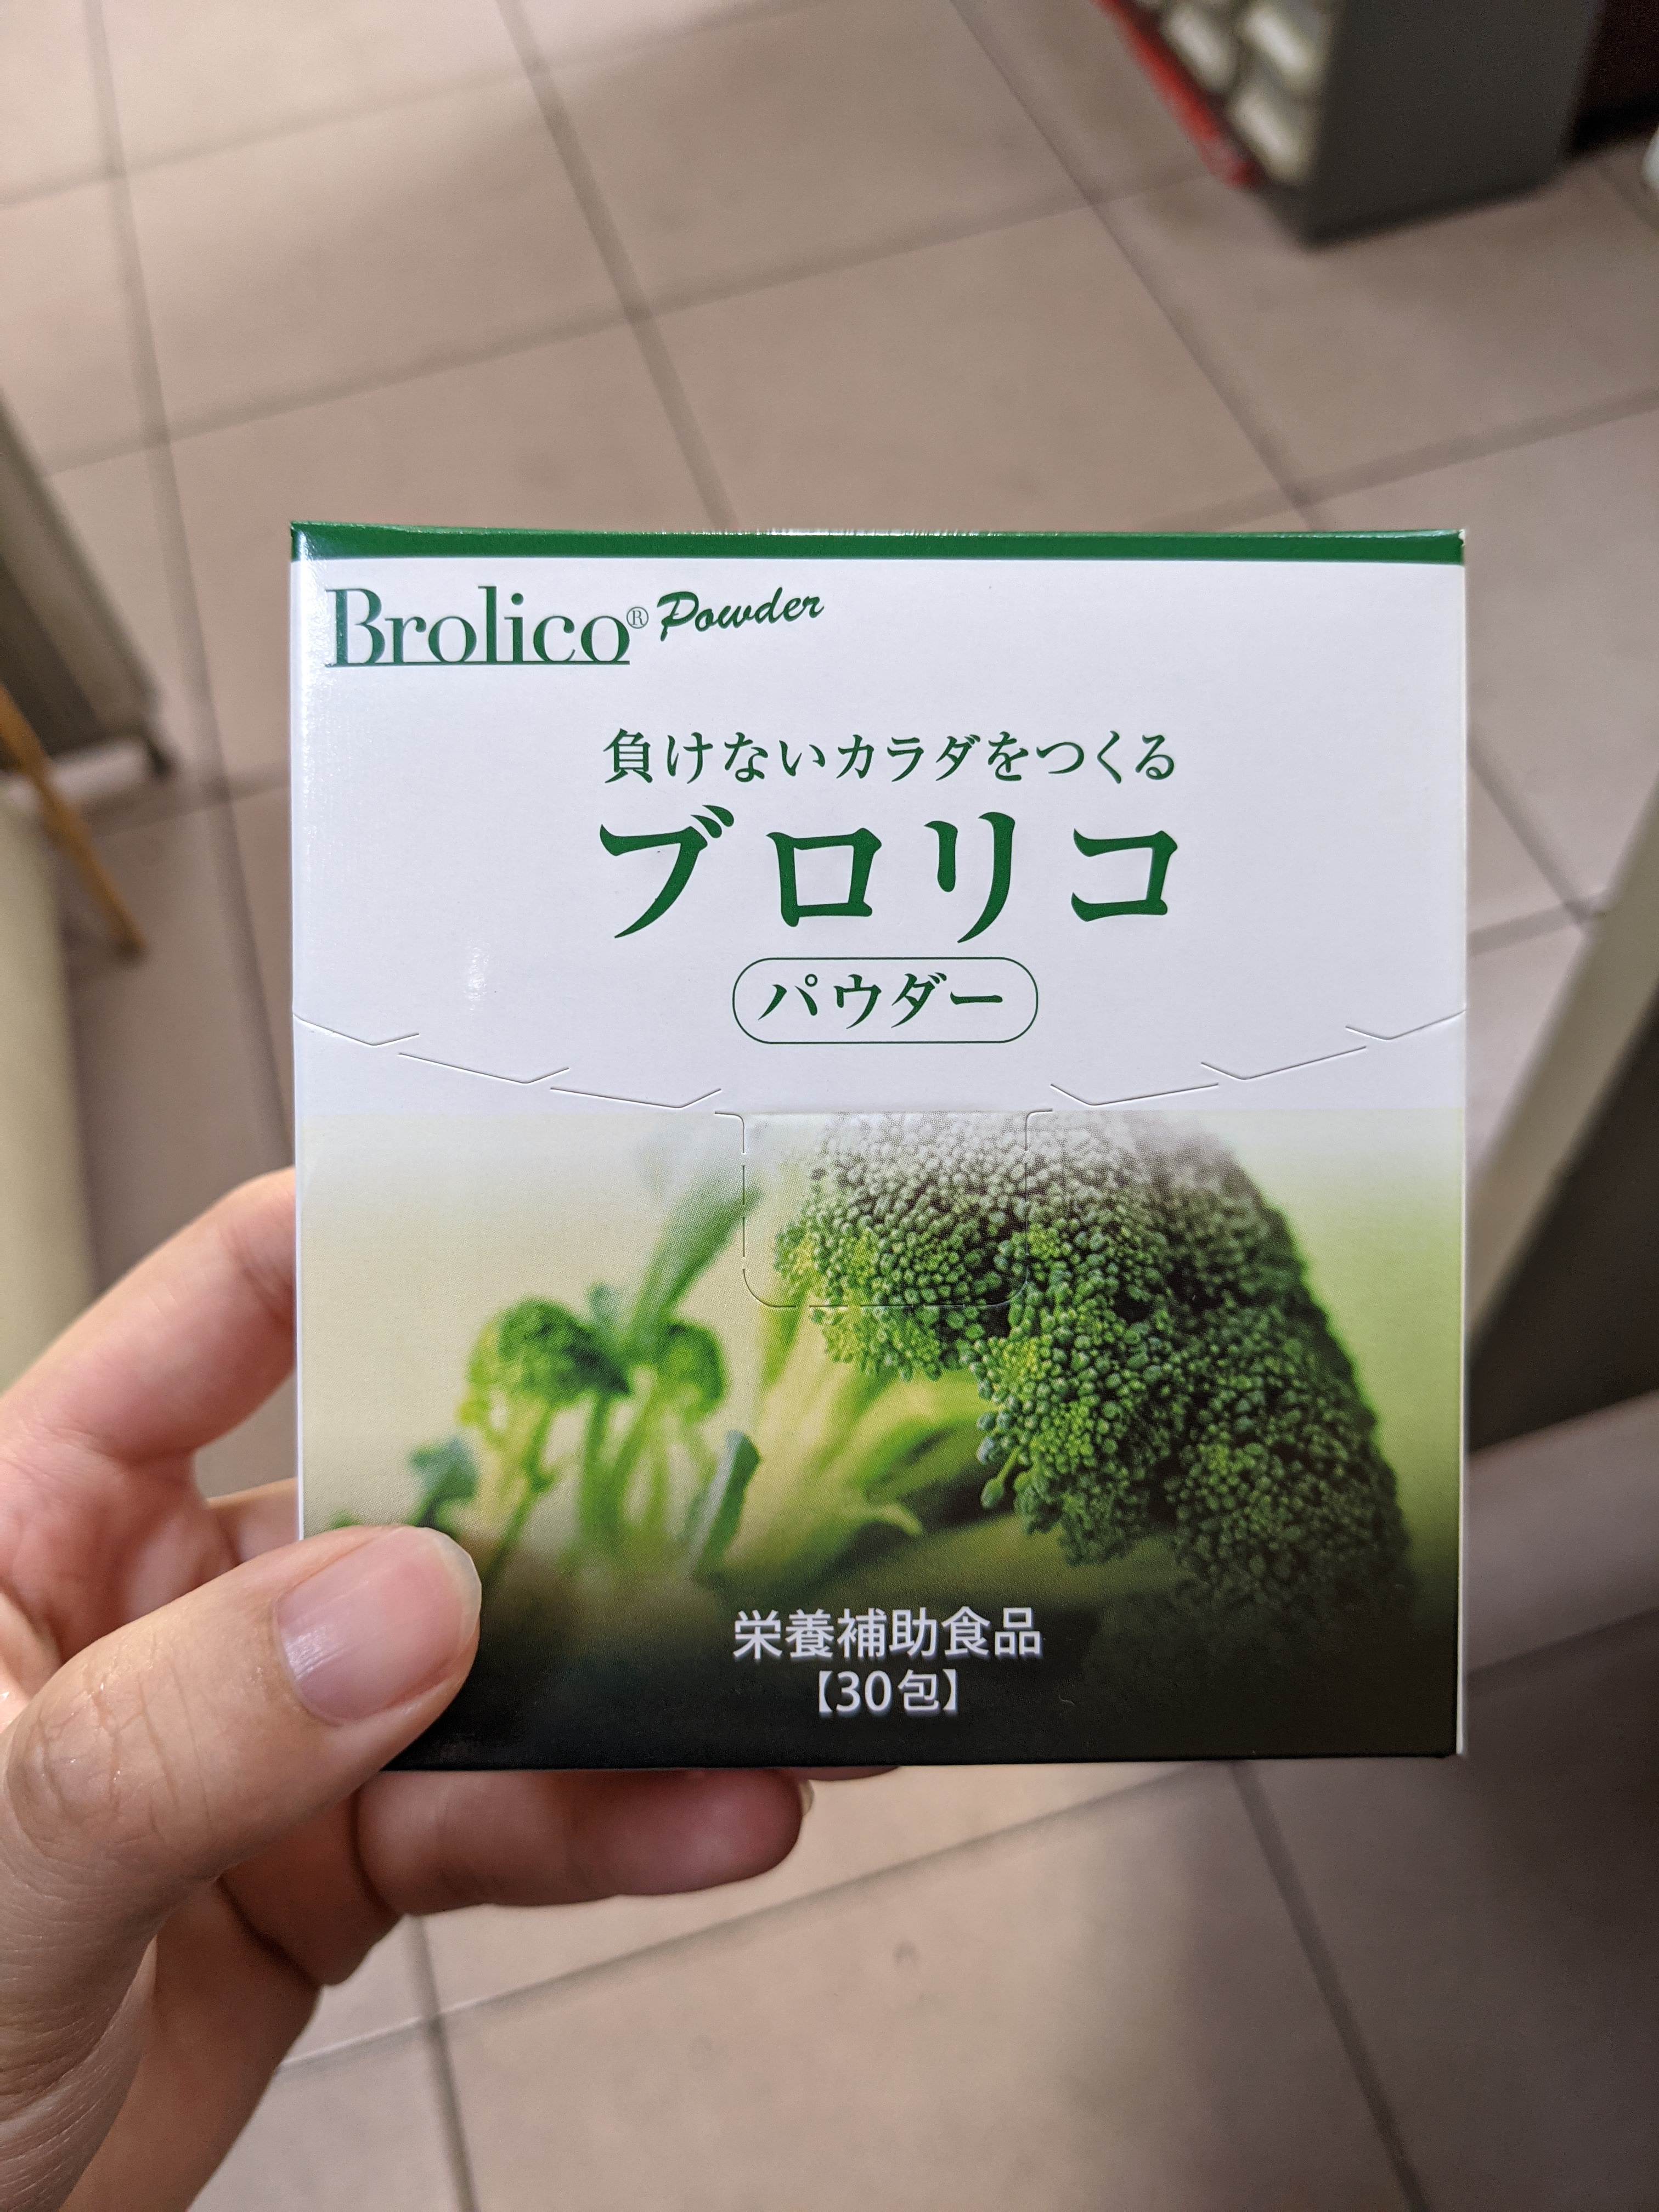 Brolico® Powder
負けないカラダをつくる
ブロリコ
パウダー
栄養補助食品
【30包】